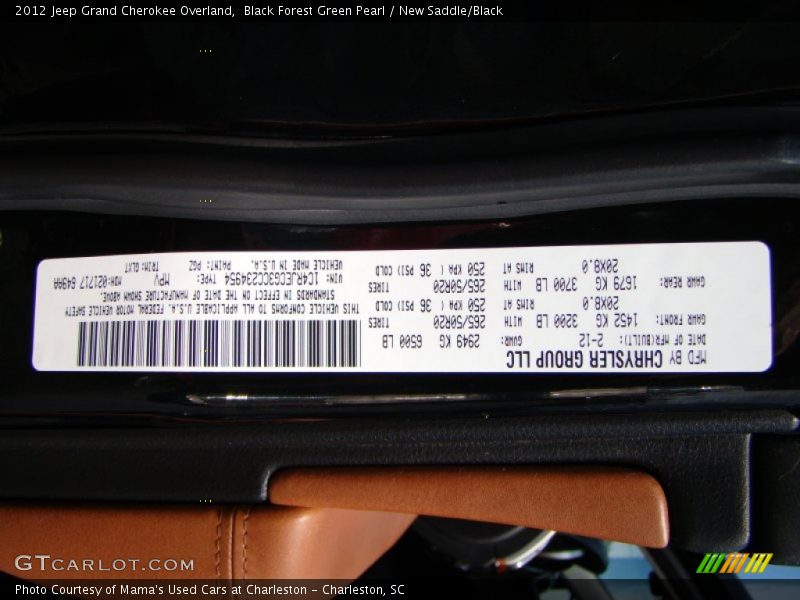 2012 Jeep Grand Cherokee Overland,  Black Forest Green Pearl / New Saddle/Black
MFD BY CHRYSLER GROUP LLC
DATE OF MFR(BUILT): 2-12 GVWR: 2949 KG 6500 LB
GAWR FRONT: 1452 KG 3200 LB WITH 265/50R20 TIRES
20X8.0 RIMS AT 250 KPA ( 36 PSI) COLD
GAWR REAR: 1679 KG 3700 LB WITH 265/50R20 TIRES
20X8.0 RIMS AT 250 KPA ( 36 PSI) COLD
THIS VEHICLE CONFORMS TO ALL APPLICABLE U.S.A. FEDERAL MOTOR VEHICLE SAFETY
STANDARDS IN EFFECT ON THE DATE OF MANUFACTURE SHOWN ABOVE.
VIN: 1C4RJECG3CC234954 TYPE: MPV MDH:021717 649AA
VEHICLE MADE IN U.S.A. PAINT: PGZ TRIM: GLXT
GTCARLOT.COM
Photo Courtesy of Mama's Used Cars at Charleston - Charleston, SC